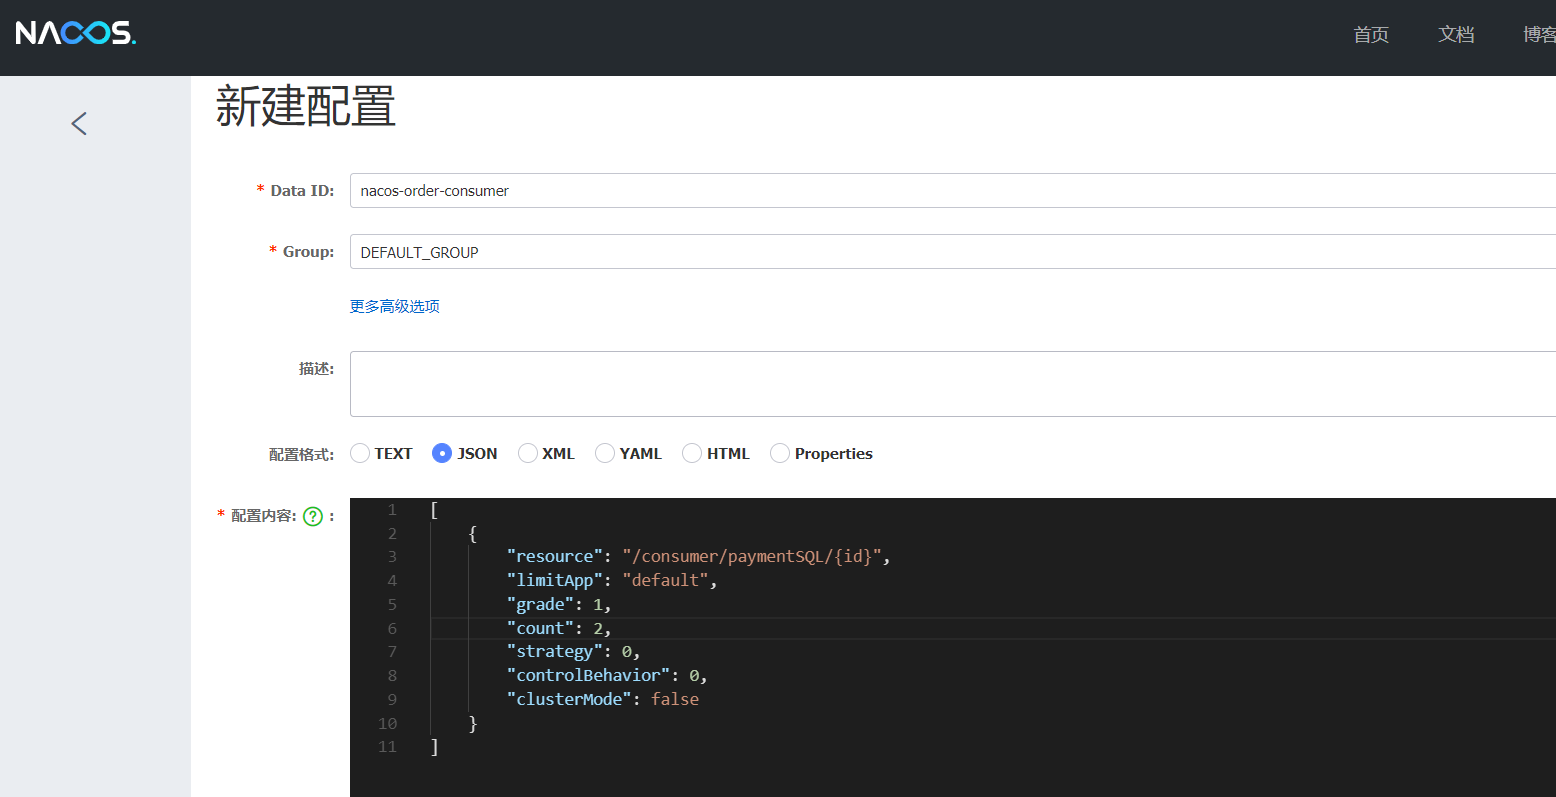 NACOS.
首页 文档 博客
新建配置
* Data ID: nacos-order-consumer
* Group: DEFAULT_GROUP
更多高级选项
描述:
配置格式: TEXT JSON XML YAML HTML Properties
* 配置内容: ? :
1 [
2 {
3 "resource": "/consumer/paymentSQL/{id}",
4 "limitApp": "default",
5 "grade": 1,
6 "count": 2,
7 "strategy": 0,
8 "controlBehavior": 0,
9 "clusterMode": false
10 }
11 ]